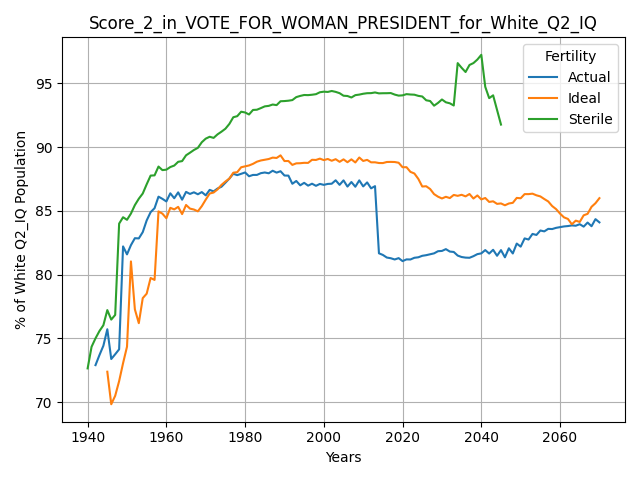 Score_2_in_VOTE_FOR_WOMAN_PRESIDENT_for_White_Q2_IQ
Fertility
Actual
Ideal
Sterile
% of White Q2_IQ Population
95
90
85
80
75
70
1940
1960
1980
2000
2020
2040
2060
Years